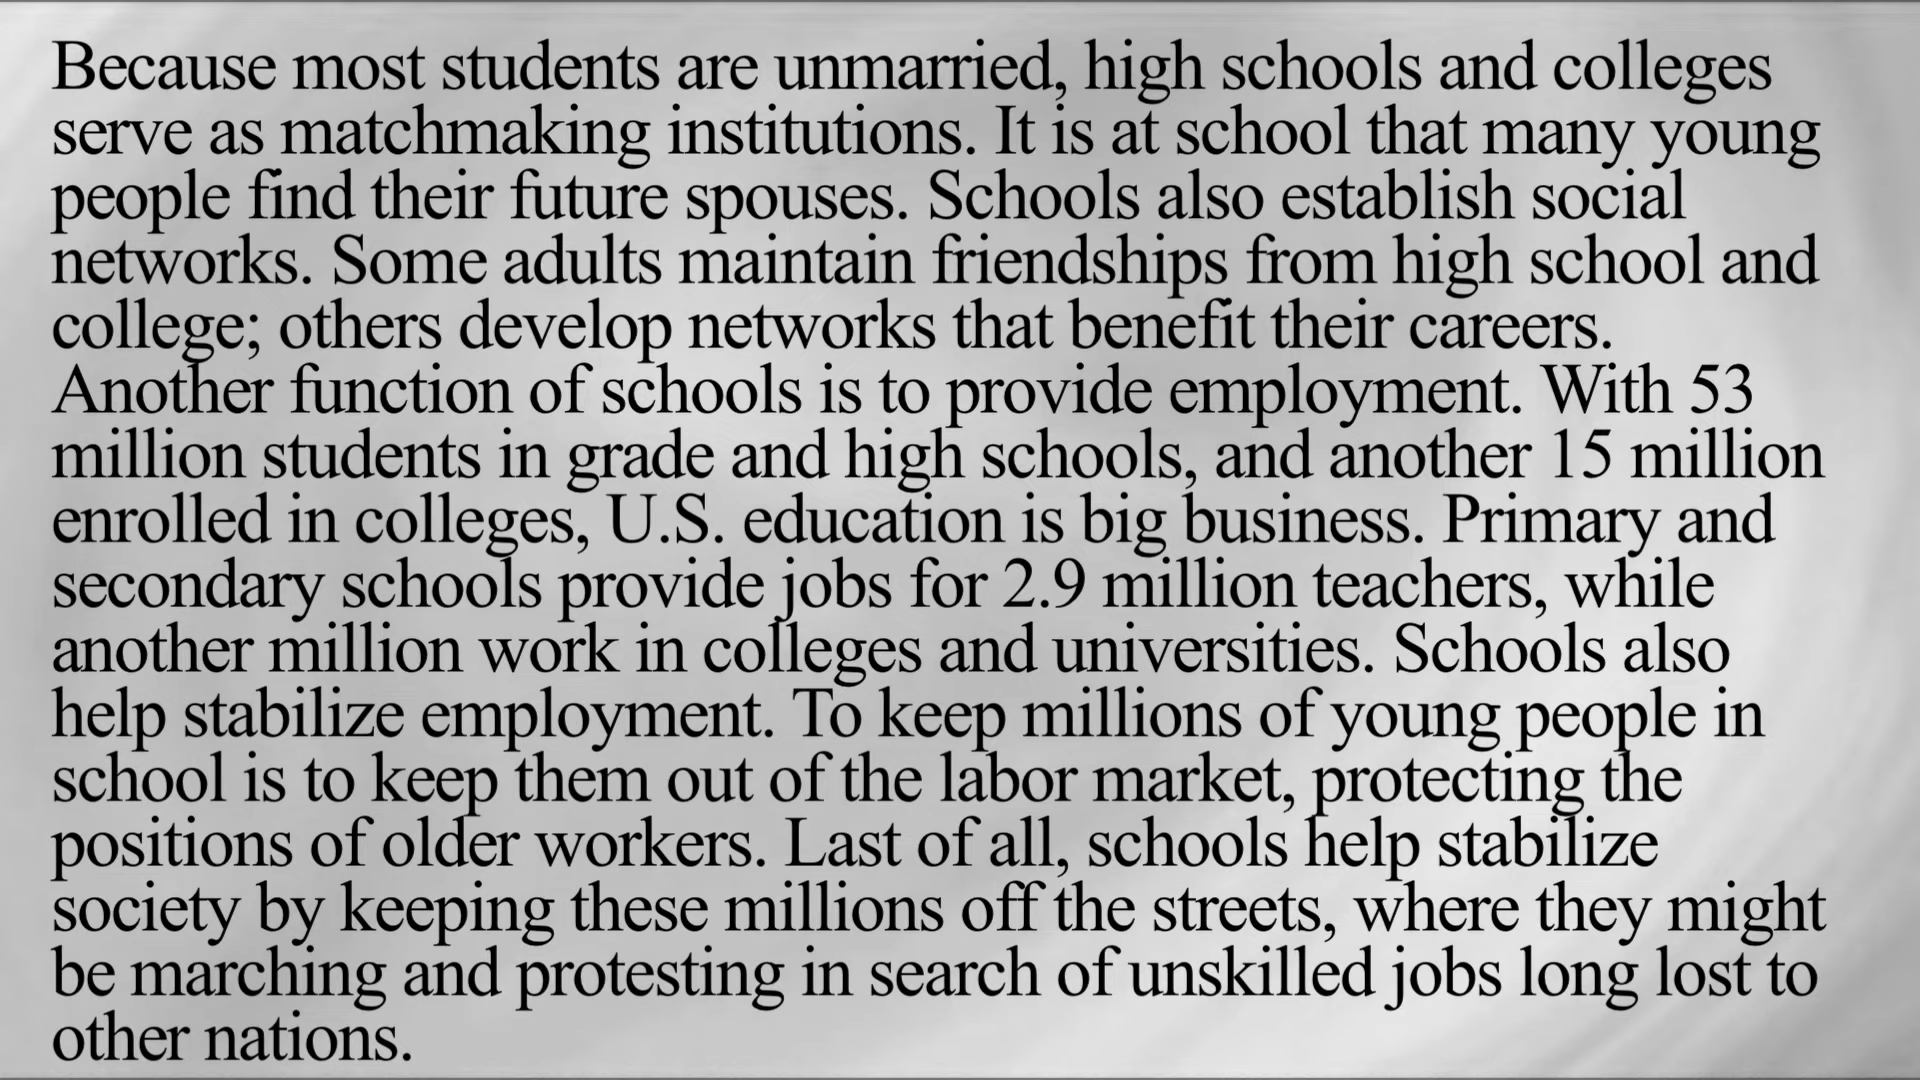 Because most students are unmarried, high schools and colleges
serve as matchmaking institutions. It is at school that many young
people find their future spouses. Schools also establish social
networks. Some adults maintain friendships from high school and
college; others develop networks that benefit their careers.
Another function of schools is to provide employment. With 53
million students in grade and high schools, and another 15 million
enrolled in colleges, U.S. education is big business. Primary and
secondary schools provide jobs for 2.9 million teachers, while
another million work in colleges and universities. Schools also
help stabilize employment. To keep millions of young people in
school is to keep them out of the labor market, protecting the
positions of older workers. Last of all, schools help stabilize
society by keeping these millions off the streets, where they might
be marching and protesting in search of unskilled jobs long lost to
other nations.